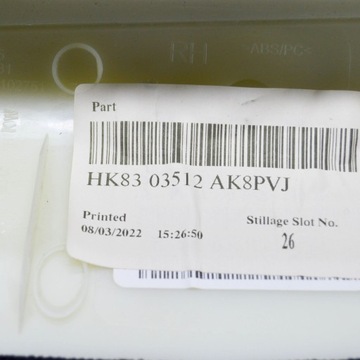 RH
ABS/PC<
Part
HK83 03512 AK8PVJ
Printed
Stillage Slot No.
08/03/2022 15:26:50
26